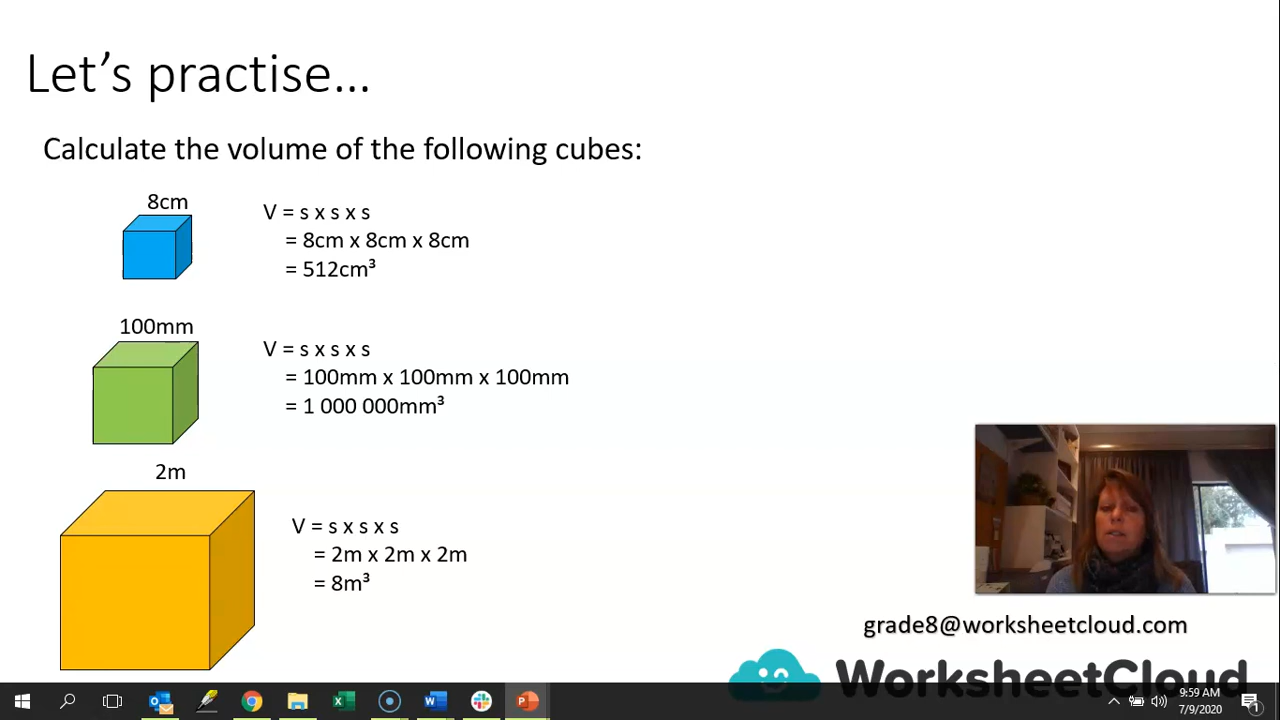 Let's practise...
Calculate the volume of the following cubes:
8cm
V = s x s x s
= 8cm x 8cm x 8cm
= 512cm³
100mm
V = s x s x s
= 100mm x 100mm x 100mm
= 1 000 000mm³
2m
V = s x s x s
= 2m x 2m x 2m
= 8m³
grade8@worksheetcloud.com
WorksheetCloud
9:59 AM
7/9/2020
1